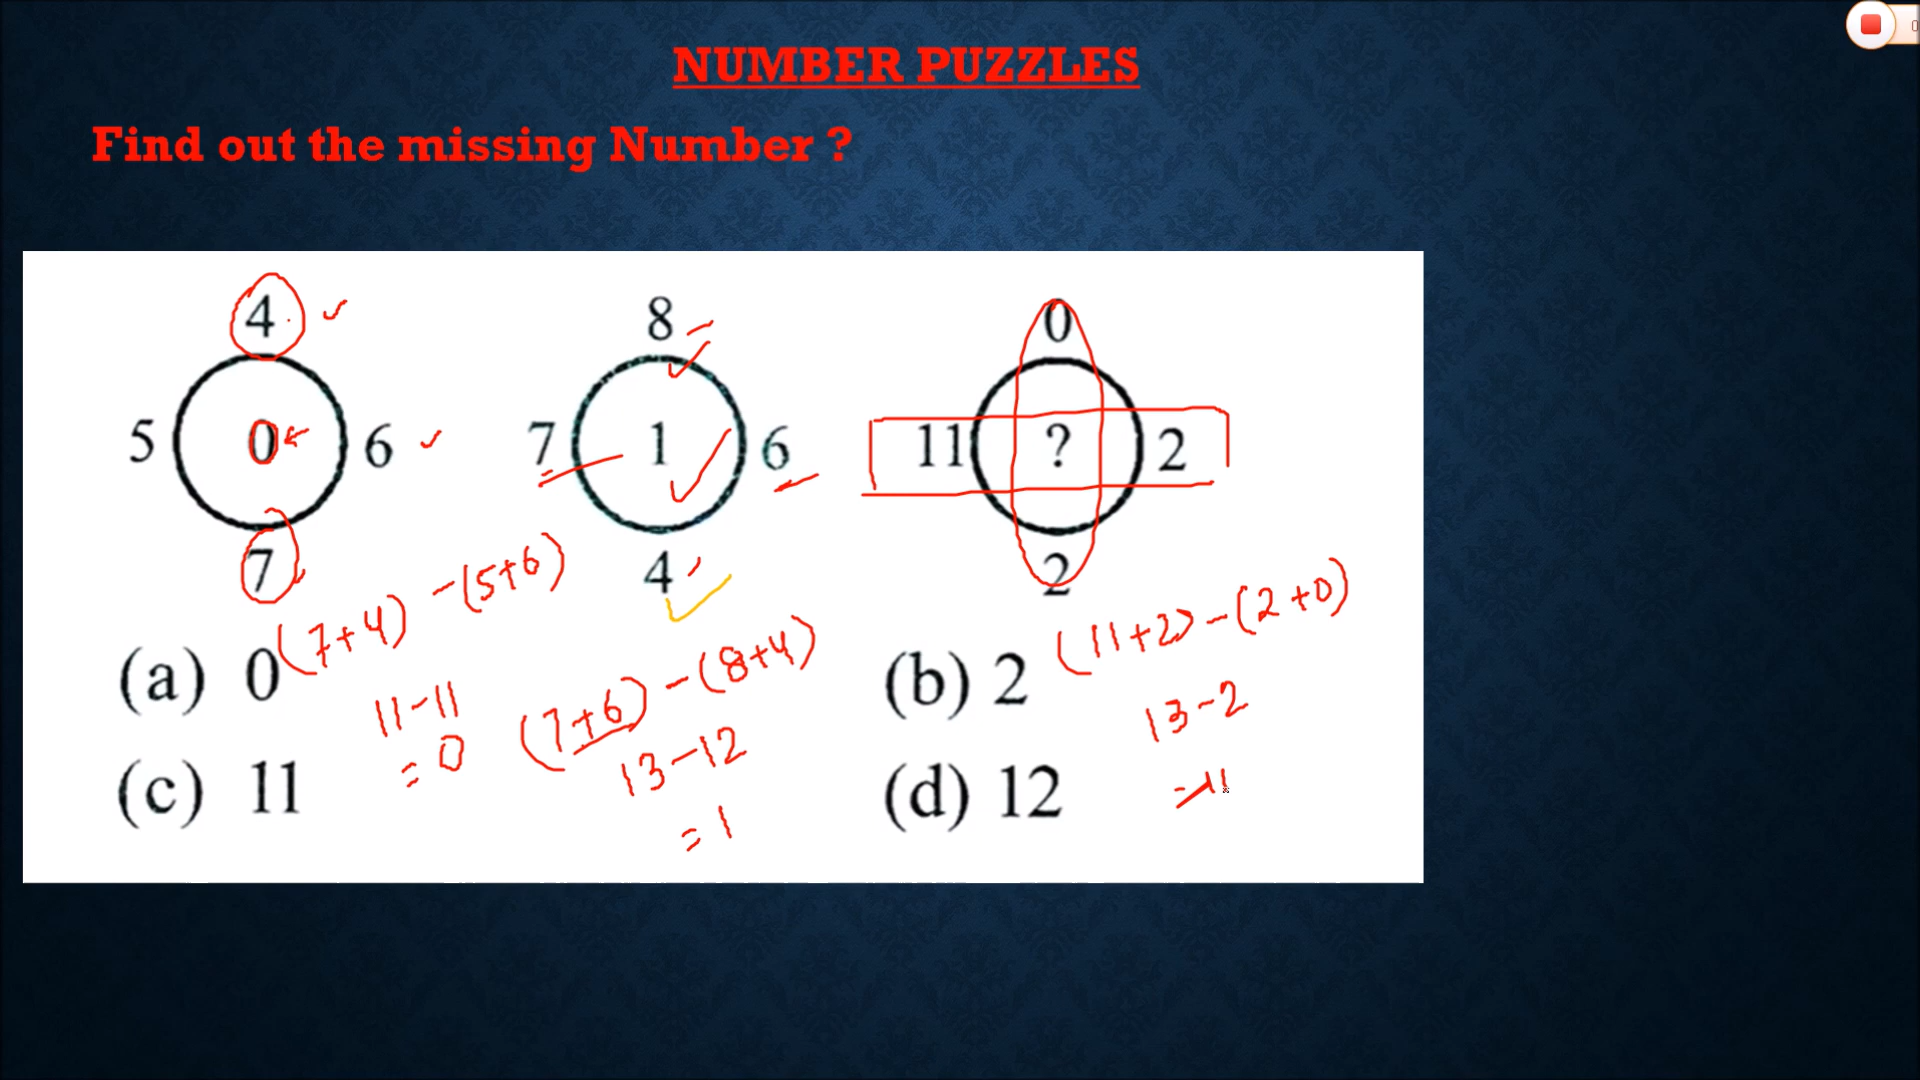 NUMBER PUZZLES
Find out the missing Number ?
4 8 0
5 0 6 7 1 6 11 ? 2
7 4 2
(7+4) -(5+6)
11-11
= 0
(7+6) -(8+4)
13-12
= 1
(11+2) -(2+0)
13-2
= 11
(a) 0 (b) 2
(c) 11 (d) 12